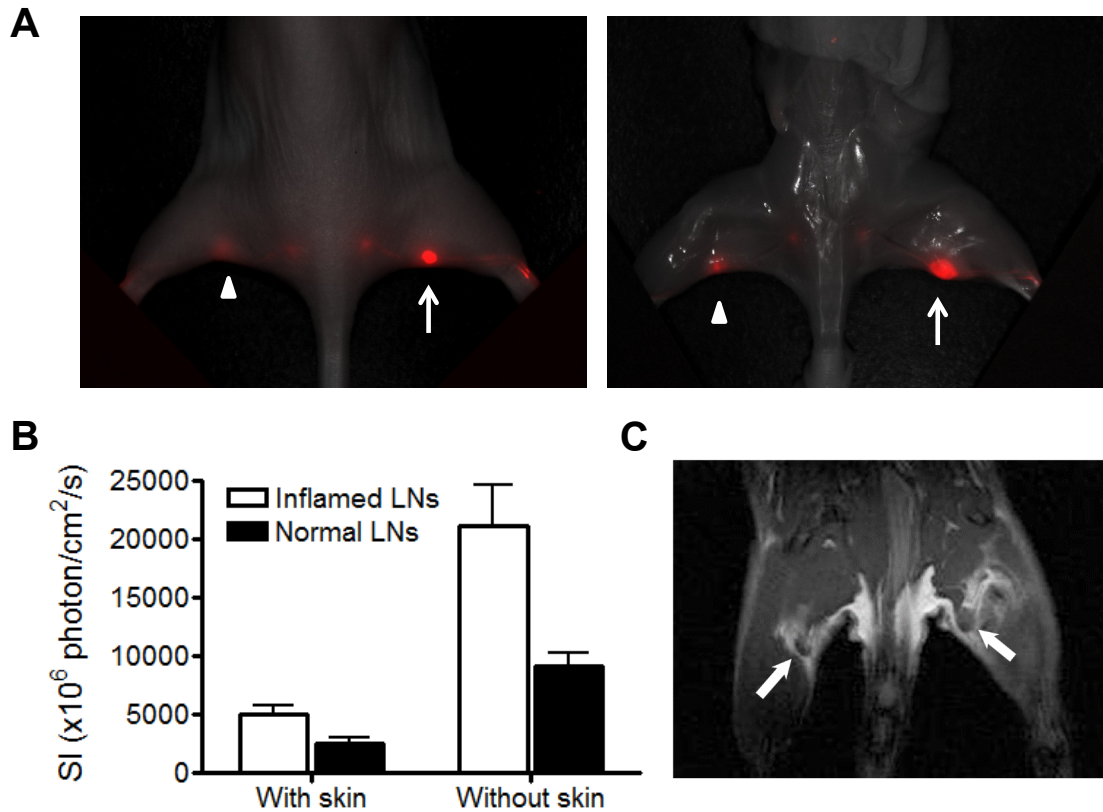 A
B
C
SI (x10⁶ photon/cm²/s)
25000
20000
15000
10000
5000
0
Inflamed LNs
Normal LNs
With skin
Without skin